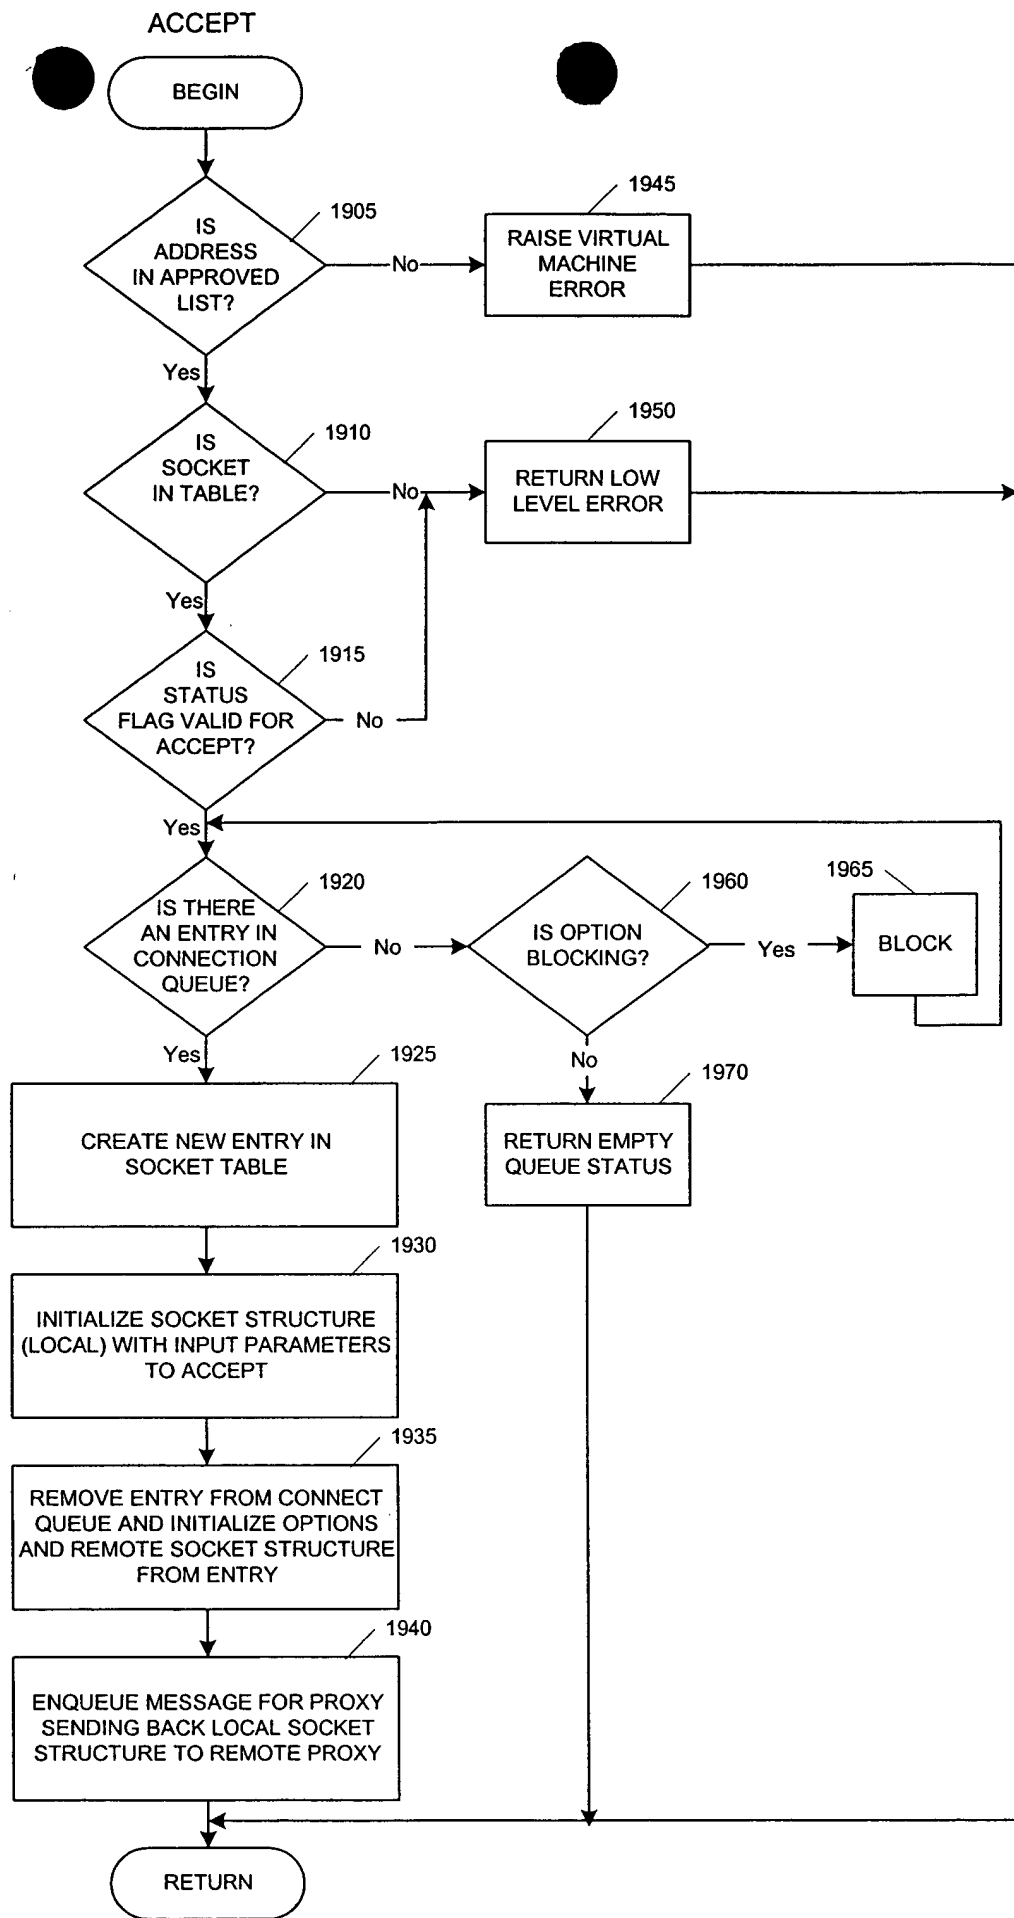 ACCEPT
BEGIN
1905
IS
ADDRESS
IN APPROVED
LIST?
No
1945
RAISE VIRTUAL
MACHINE
ERROR
Yes
1910
IS
SOCKET
IN TABLE?
No
1950
RETURN LOW
LEVEL ERROR
Yes
1915
IS
STATUS
FLAG VALID FOR
ACCEPT?
No
Yes
1920
IS THERE
AN ENTRY IN
CONNECTION
QUEUE?
No
1960
IS OPTION
BLOCKING?
Yes
1965
BLOCK
Yes
1925
CREATE NEW ENTRY IN
SOCKET TABLE
No
1970
RETURN EMPTY
QUEUE STATUS
1930
INITIALIZE SOCKET STRUCTURE
(LOCAL) WITH INPUT PARAMETERS
TO ACCEPT
1935
REMOVE ENTRY FROM CONNECT
QUEUE AND INITIALIZE OPTIONS
AND REMOTE SOCKET STRUCTURE
FROM ENTRY
1940
ENQUEUE MESSAGE FOR PROXY
SENDING BACK LOCAL SOCKET
STRUCTURE TO REMOTE PROXY
RETURN